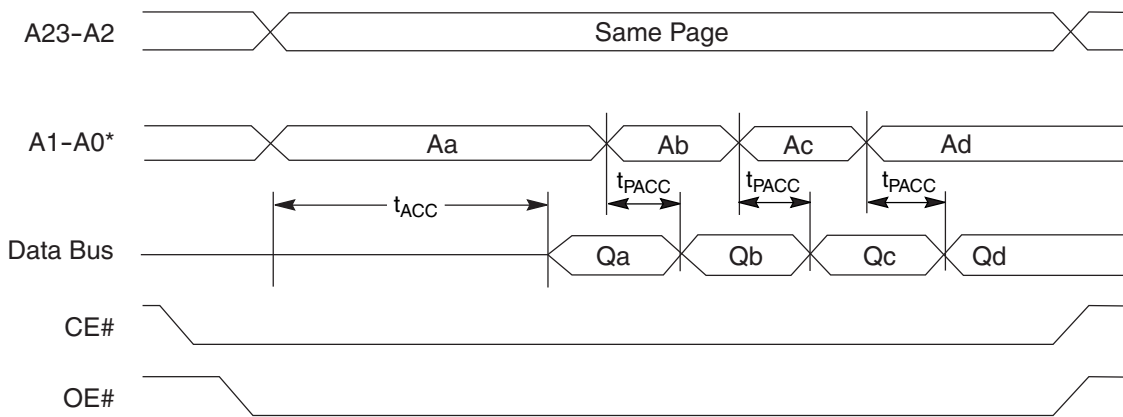 A23–A2 Same Page
A1–A0* Aa Ab Ac Ad
tACC tPACC tPACC tPACC
Data Bus Qa Qb Qc Qd
CE#
OE#